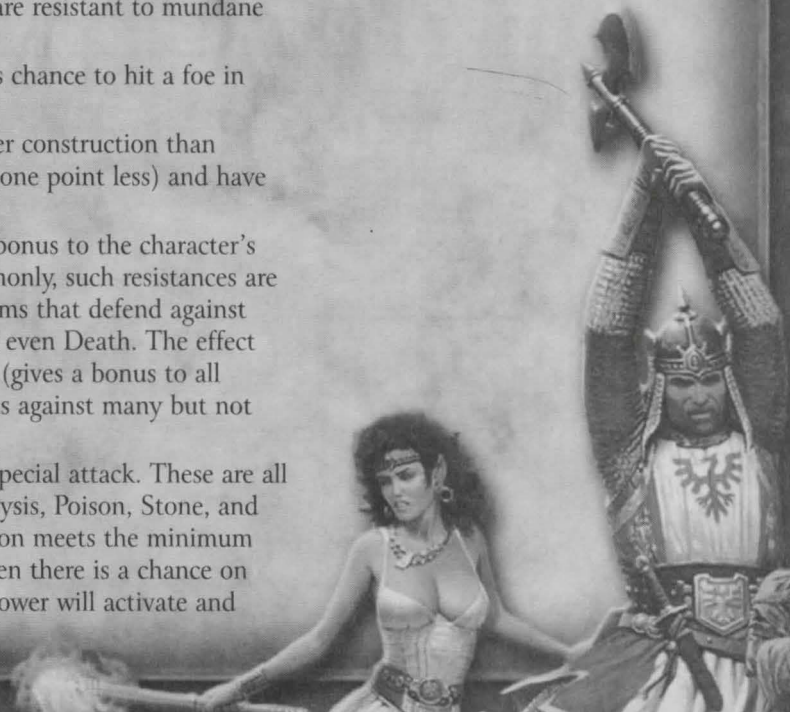 are resistant to mundane
s chance to hit a foe in
er construction than
one point less) and have
bonus to the character's
nonly, such resistances are
ms that defend against
even Death. The effect
(gives a bonus to all
s against many but not
pecial attack. These are all
ysis, Poison, Stone, and
on meets the minimum
en there is a chance on
ower will activate and